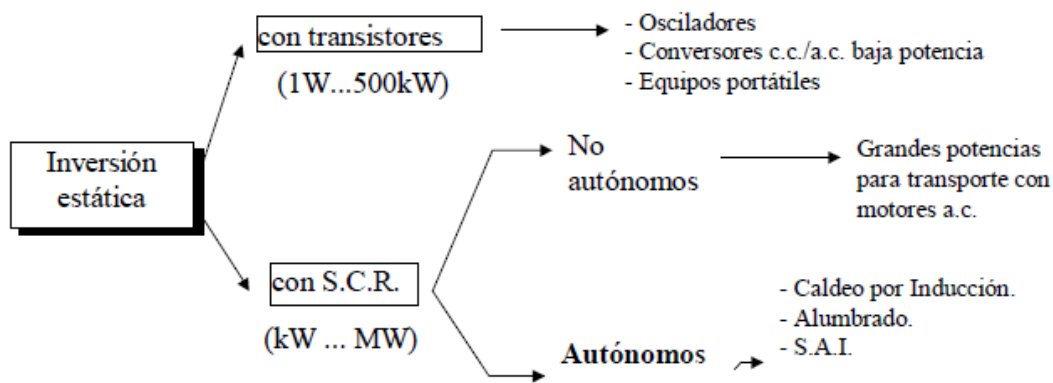 Inversión
estática
con transistores
(1W...500kW)
- Osciladores
- Conversores c.c./a.c. baja potencia
- Equipos portátiles
con S.C.R.
(kW ... MW)
No
autónomos
Grandes potencias
para transporte con
motores a.c.
Autónomos
- Caldeo por Inducción.
- Alumbrado.
- S.A.I.